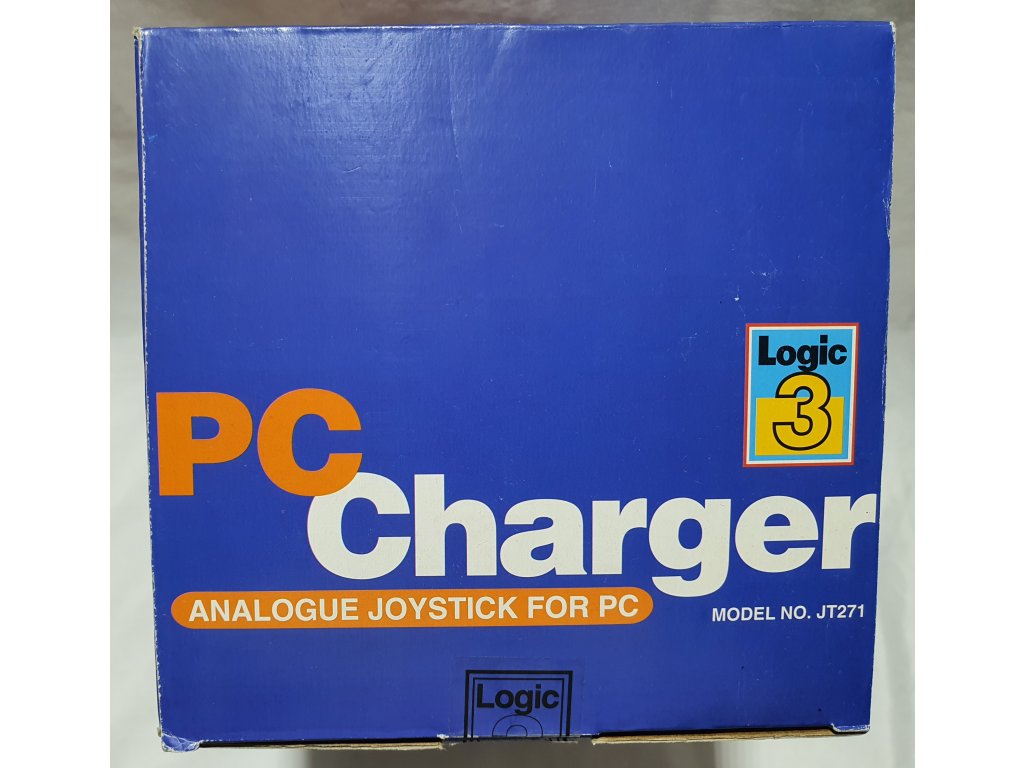 Logic
3
PC
Charger
ANALOGUE JOYSTICK FOR PC
MODEL NO. JT271
Logic